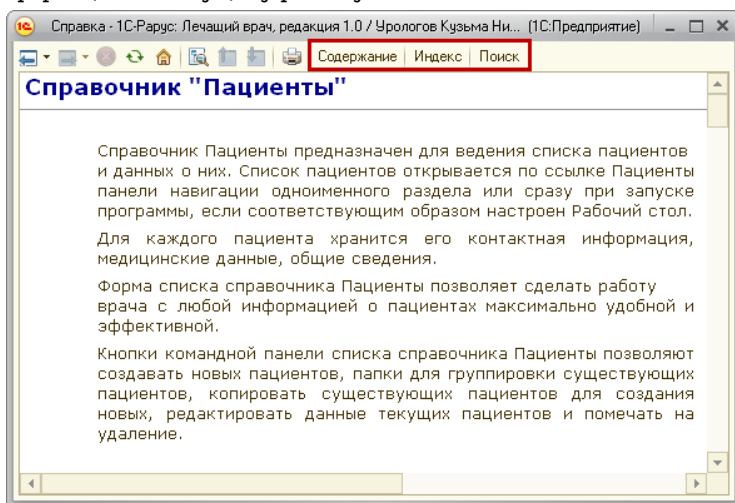 Справка - 1С-Рарус: Лечащий врач, редакция 1.0 / Урологов Кузьма Ни... (1С:Предприятие)
Содержание Индекс Поиск
Справочник "Пациенты"
Справочник Пациенты предназначен для ведения списка пациентов
и данных о них. Список пациентов открывается по ссылке Пациенты
панели навигации одноименного раздела или сразу при запуске
программы, если соответствующим образом настроен Рабочий стол.
Для каждого пациента хранится его контактная информация,
медицинские данные, общие сведения.
Форма списка справочника Пациенты позволяет сделать работу
врача с любой информацией о пациентах максимально удобной и
эффективной.
Кнопки командной панели списка справочника Пациенты позволяют
создавать новых пациентов, папки для группировки существующих
пациентов, копировать существующих пациентов для создания
новых, редактировать данные текущих пациентов и помечать на
удаление.